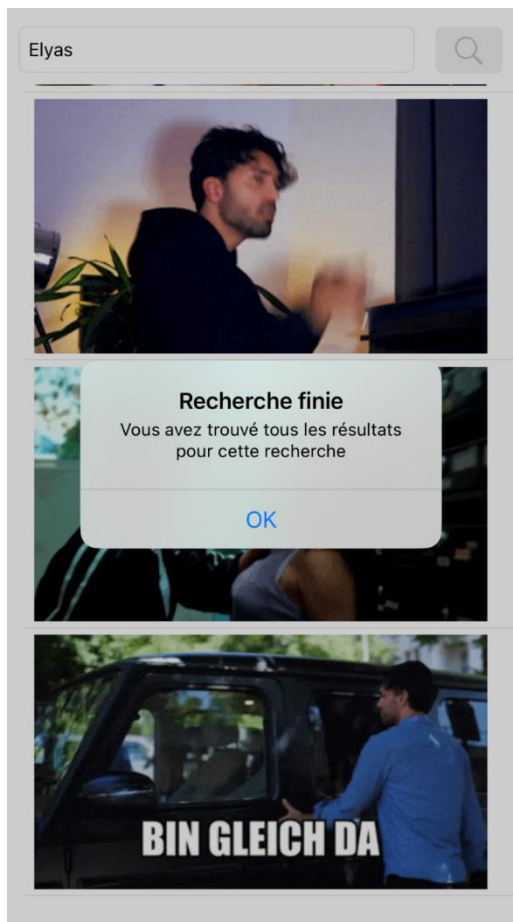 Elyas
Recherche finie
Vous avez trouvé tous les résultats
pour cette recherche
OK
BIN GLEICH DA